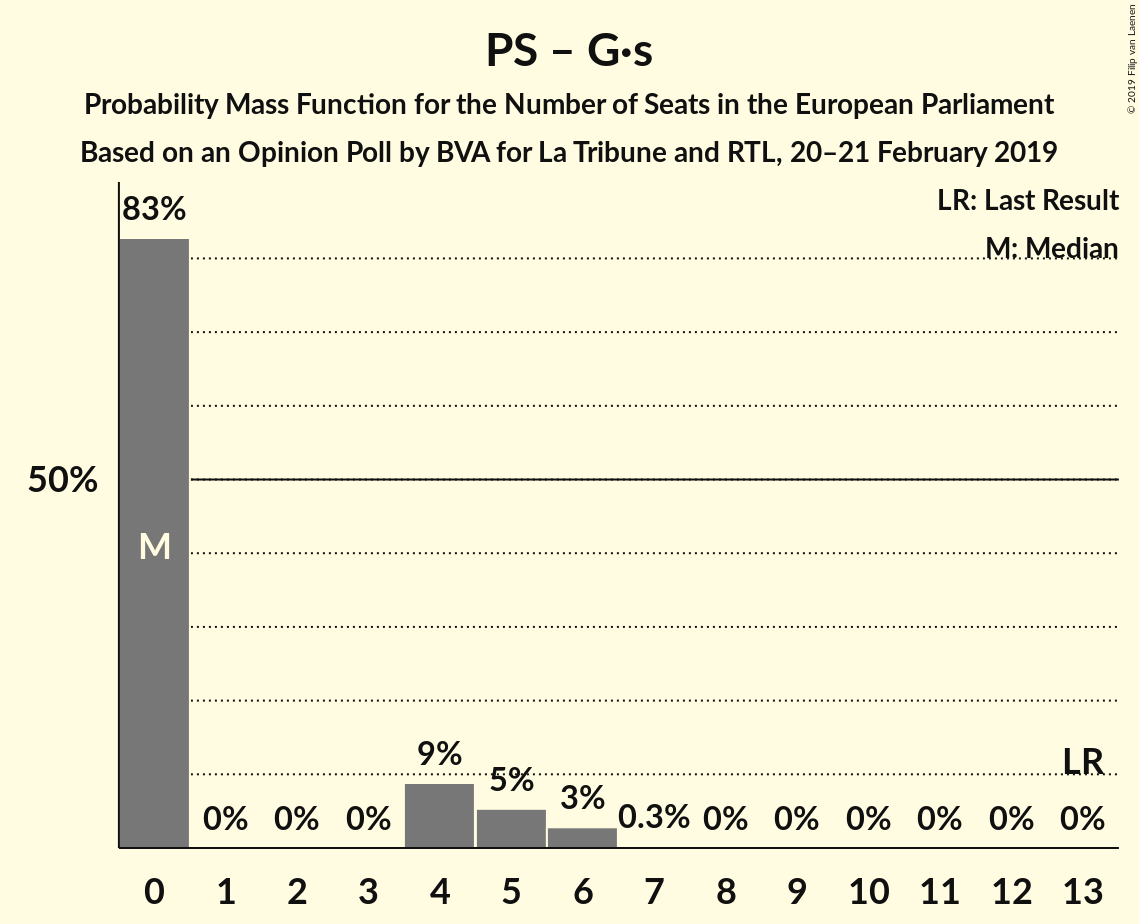 PS – G·s
Probability Mass Function for the Number of Seats in the European Parliament
Based on an Opinion Poll by BVA for La Tribune and RTL, 20–21 February 2019
© 2019 Filip van Laenen
LR: Last Result
M: Median
83%
50%
M
9%
5%
3%
0.3%
LR
0% 0% 0% 0% 0% 0% 0% 0% 0%
0 1 2 3 4 5 6 7 8 9 10 11 12 13